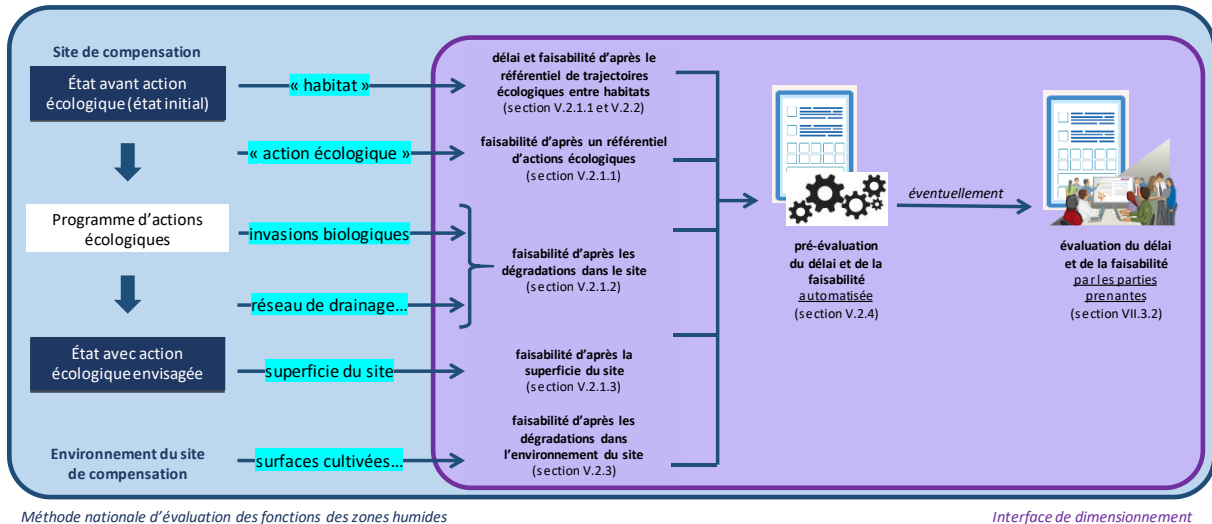 Site de compensation
État avant action
écologique (état initial)
Programme d'actions
écologiques
État avec action
écologique envisagée
Environnement du site
de compensation
« habitat »
« action écologique »
invasions biologiques
réseau de drainage...
superficie du site
surfaces cultivées...
délai et faisabilité d'après le
référentiel de trajectoires
écologiques entre habitats
(section V.2.1.1 et V.2.2)
faisabilité d'après un référentiel
d'actions écologiques
(section V.2.1.1)
faisabilité d'après les
dégradations dans le site
(section V.2.1.2)
faisabilité d'après la
superficie du site
(section V.2.1.3)
faisabilité d'après les
dégradations dans
l'environnement du site
(section V.2.3)
pré-évaluation
du délai et de la
faisabilité
automatisée
(section V.2.4)
éventuellement
évaluation du délai
et de la faisabilité
par les parties
prenantes
(section VII.3.2)
Méthode nationale d'évaluation des fonctions des zones humides
Interface de dimensionnement